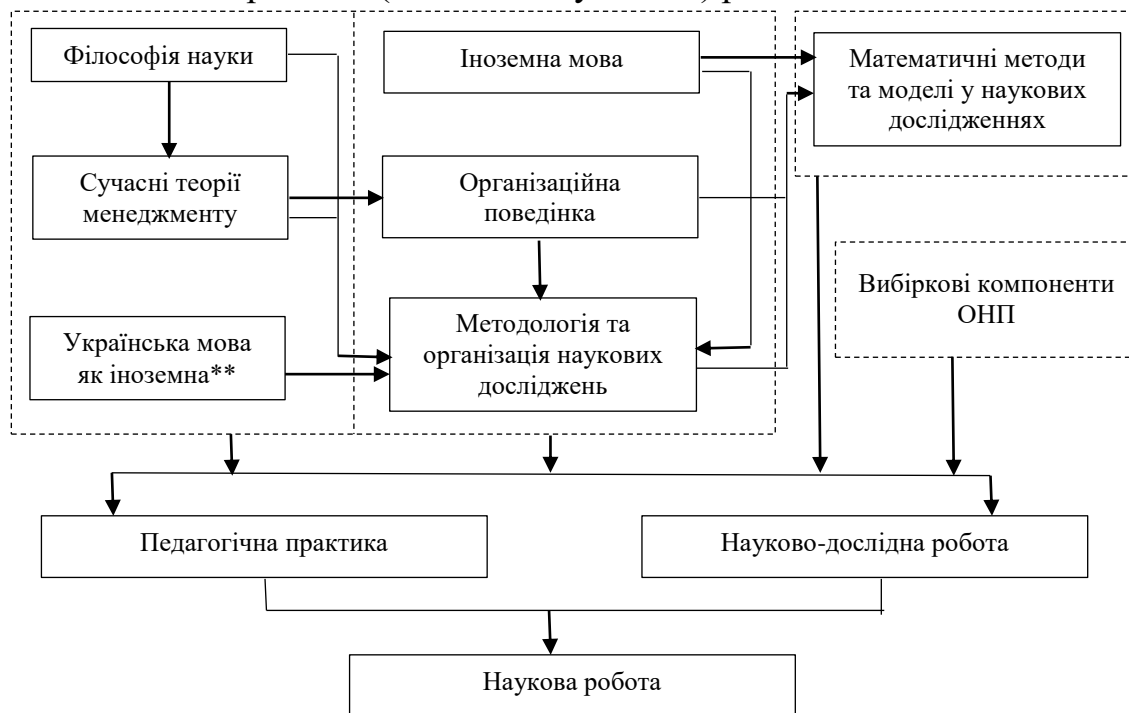 Філософія науки
Іноземна мова
Математичні методи
та моделі у наукових
дослідженнях
Сучасні теорії
менеджменту
Організаційна
поведінка
Вибіркові компоненти
ОНП
Українська мова
як іноземна**
Методологія та
організація наукових
досліджень
Педагогічна практика
Науково-дослідна робота
Наукова робота